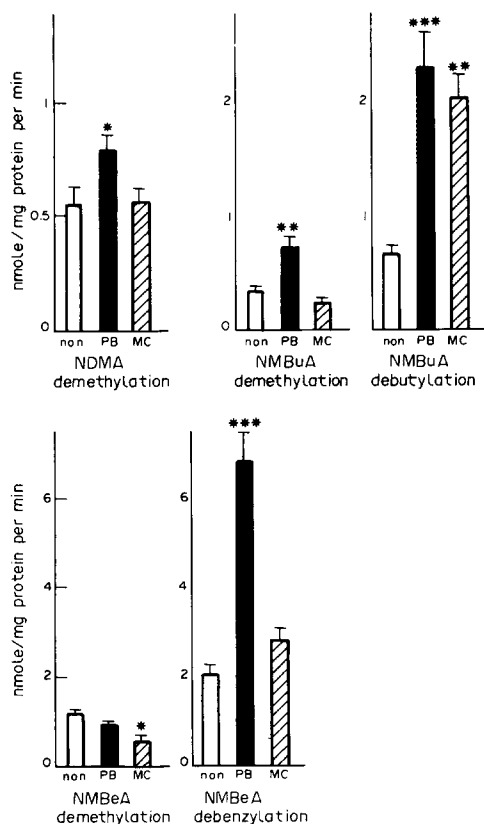 nmole/mg protein per min
1
0.5
0
*
non PB MC
NDMA
demethylation
2
1
0
**
non PB MC
NMBuA
demethylation
2
1
0
***
**
non PB MC
NMBuA
debutylation
nmole/mg protein per min
6
4
2
0
*
non PB MC
NMBeA
demethylation
6
4
2
0
***
non PB MC
NMBeA
debenzylation